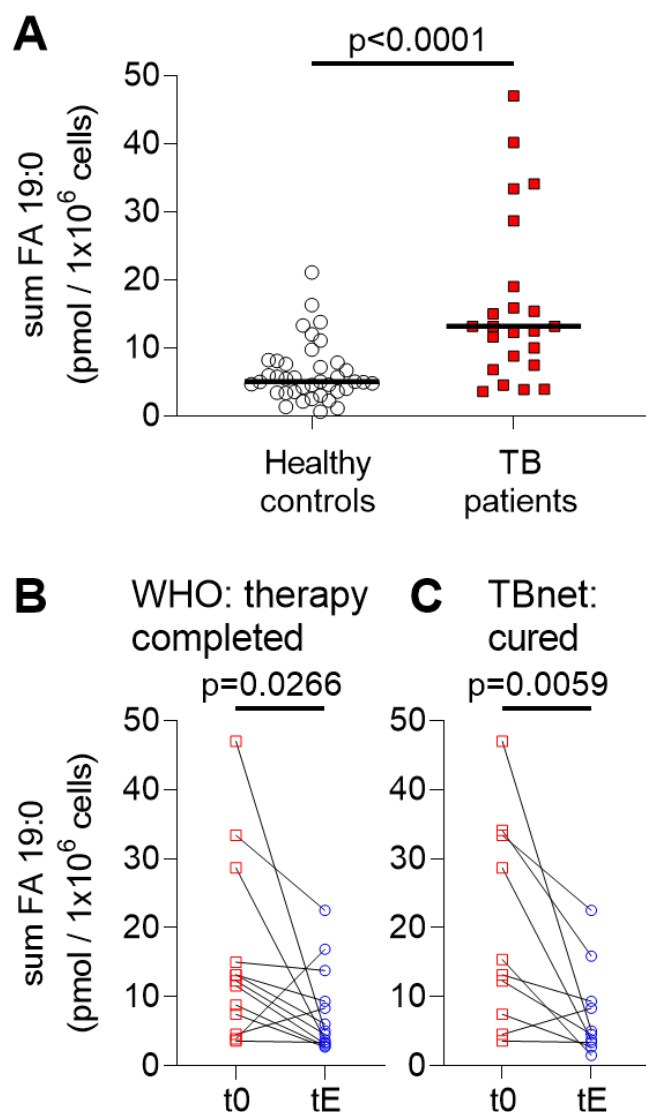 A
p<0.0001
50
40
30
20
10
0
sum FA 19:0
(pmol / 1x10⁶ cells)
Healthy
controls
TB
patients
B
WHO: therapy
completed
p=0.0266
50
40
30
20
10
0
sum FA 19:0
(pmol / 1x10⁶ cells)
t0
tE
C
TBnet:
cured
p=0.0059
50
40
30
20
10
0
t0
tE